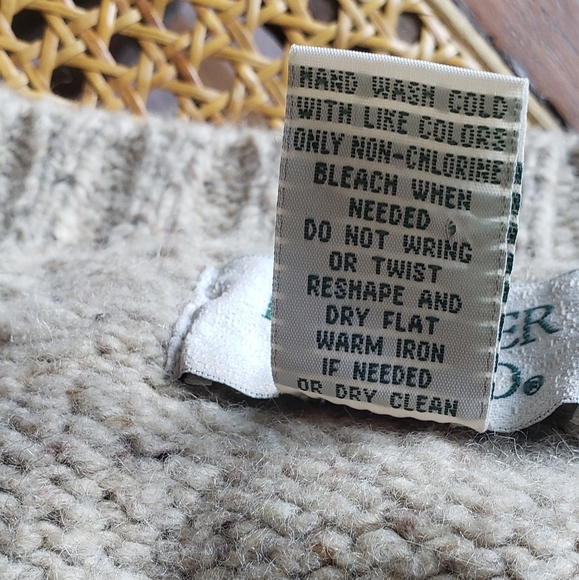 HAND WASH COLD
WITH LIKE COLORS
ONLY NON-CHLORINE
BLEACH WHEN
NEEDED
DO NOT WRING
OR TWIST
RESHAPE AND
DRY FLAT
WARM IRON
IF NEEDED
OR DRY CLEAN